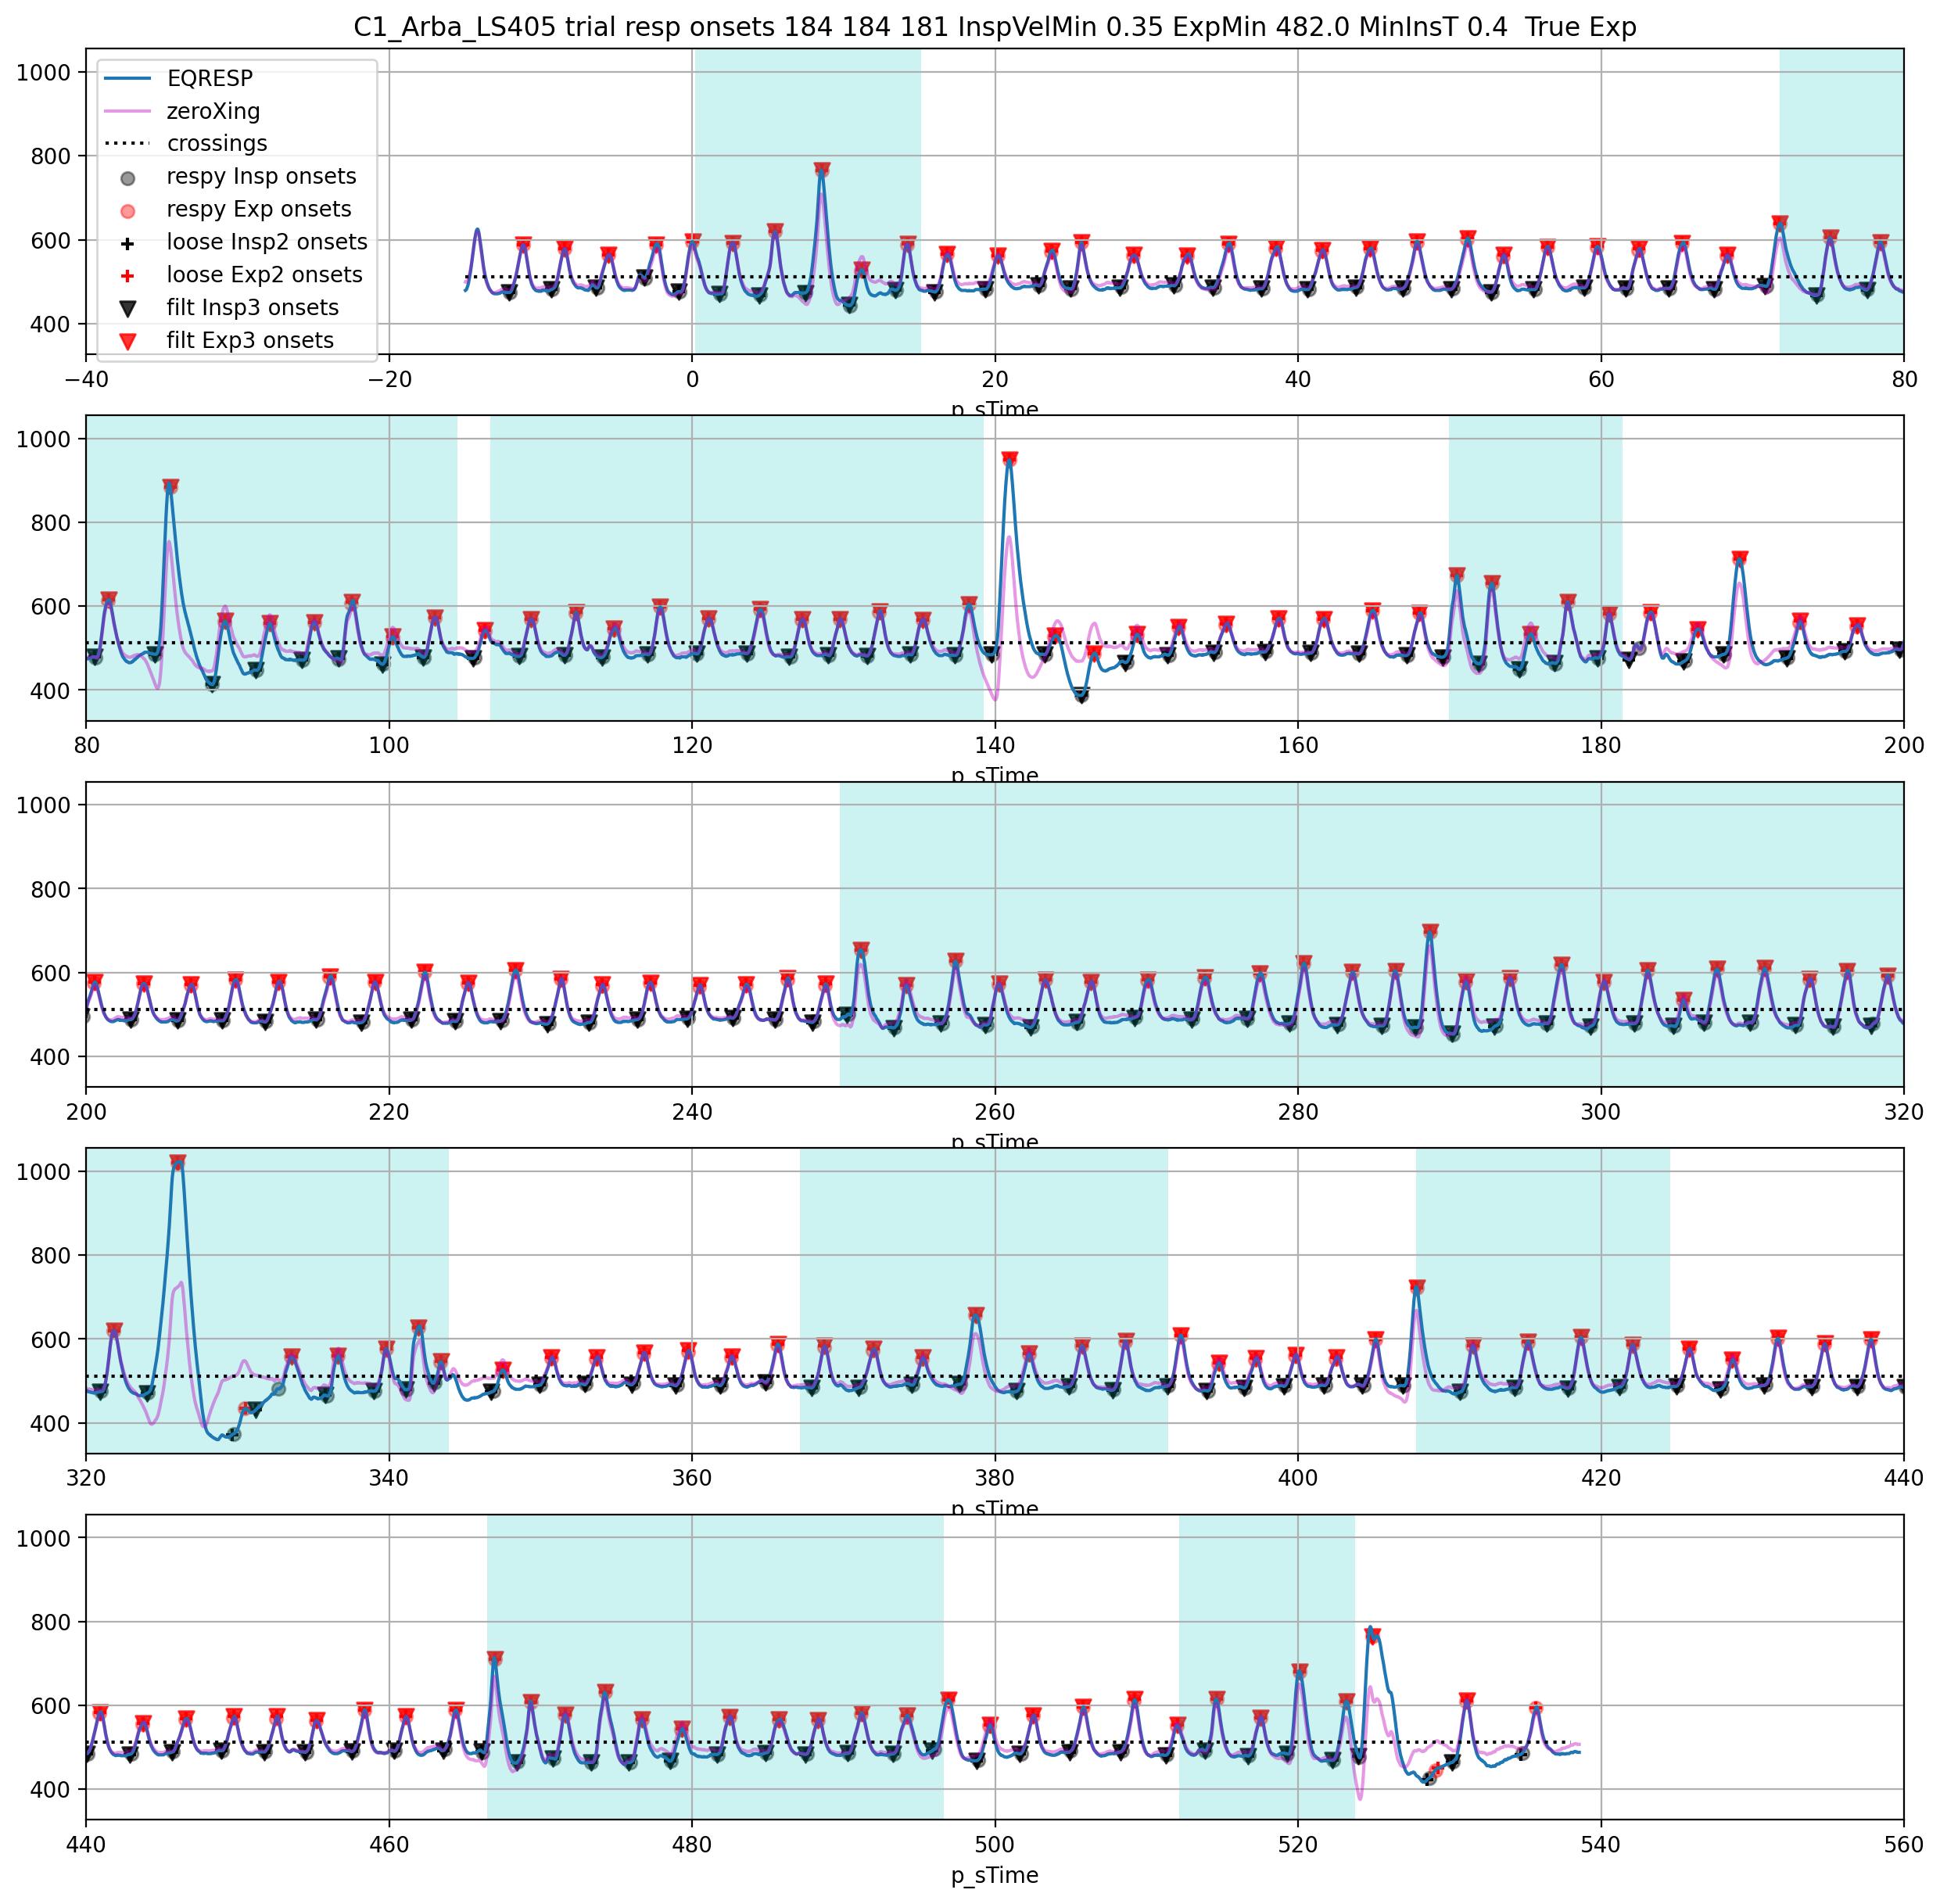 C1_Arba_LS405 trial resp onsets 184 184 181 InspVelMin 0.35 ExpMin 482.0 MinInsT 0.4  True Exp
1000
800
600
400
EQRESP
zeroXing
crossings
respy Insp onsets
respy Exp onsets
loose Insp2 onsets
loose Exp2 onsets
filt Insp3 onsets
filt Exp3 onsets
−40 −20 0 20 40 60 80
p_sTime
1000
800
600
400
80 100 120 140 160 180 200
p_sTime
1000
800
600
400
200 220 240 260 280 300 320
p_sTime
1000
800
600
400
320 340 360 380 400 420 440
p_sTime
1000
800
600
400
440 460 480 500 520 540 560
p_sTime